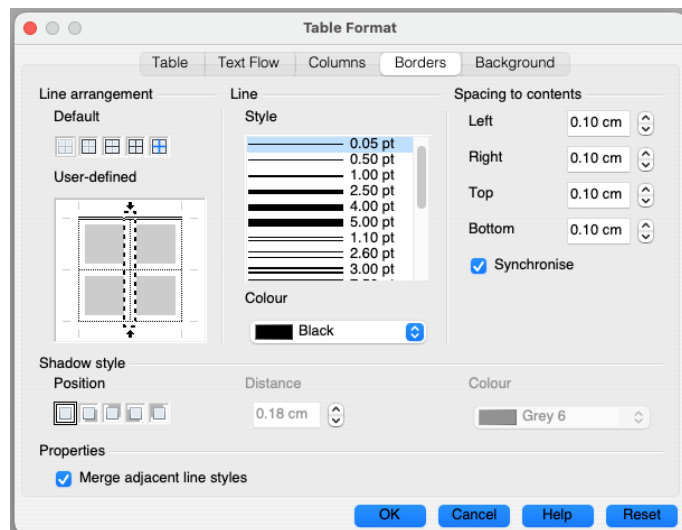 Table Format
Table Text Flow Columns Borders Background
Line arrangement
Default
User-defined
Line
Style
0.05 pt
0.50 pt
1.00 pt
2.50 pt
4.00 pt
5.00 pt
1.10 pt
2.60 pt
3.00 pt
Colour
Black
Spacing to contents
Left 0.10 cm
Right 0.10 cm
Top 0.10 cm
Bottom 0.10 cm
Synchronise
Shadow style
Position
Distance
0.18 cm
Colour
Grey 6
Properties
Merge adjacent line styles
OK Cancel Help Reset